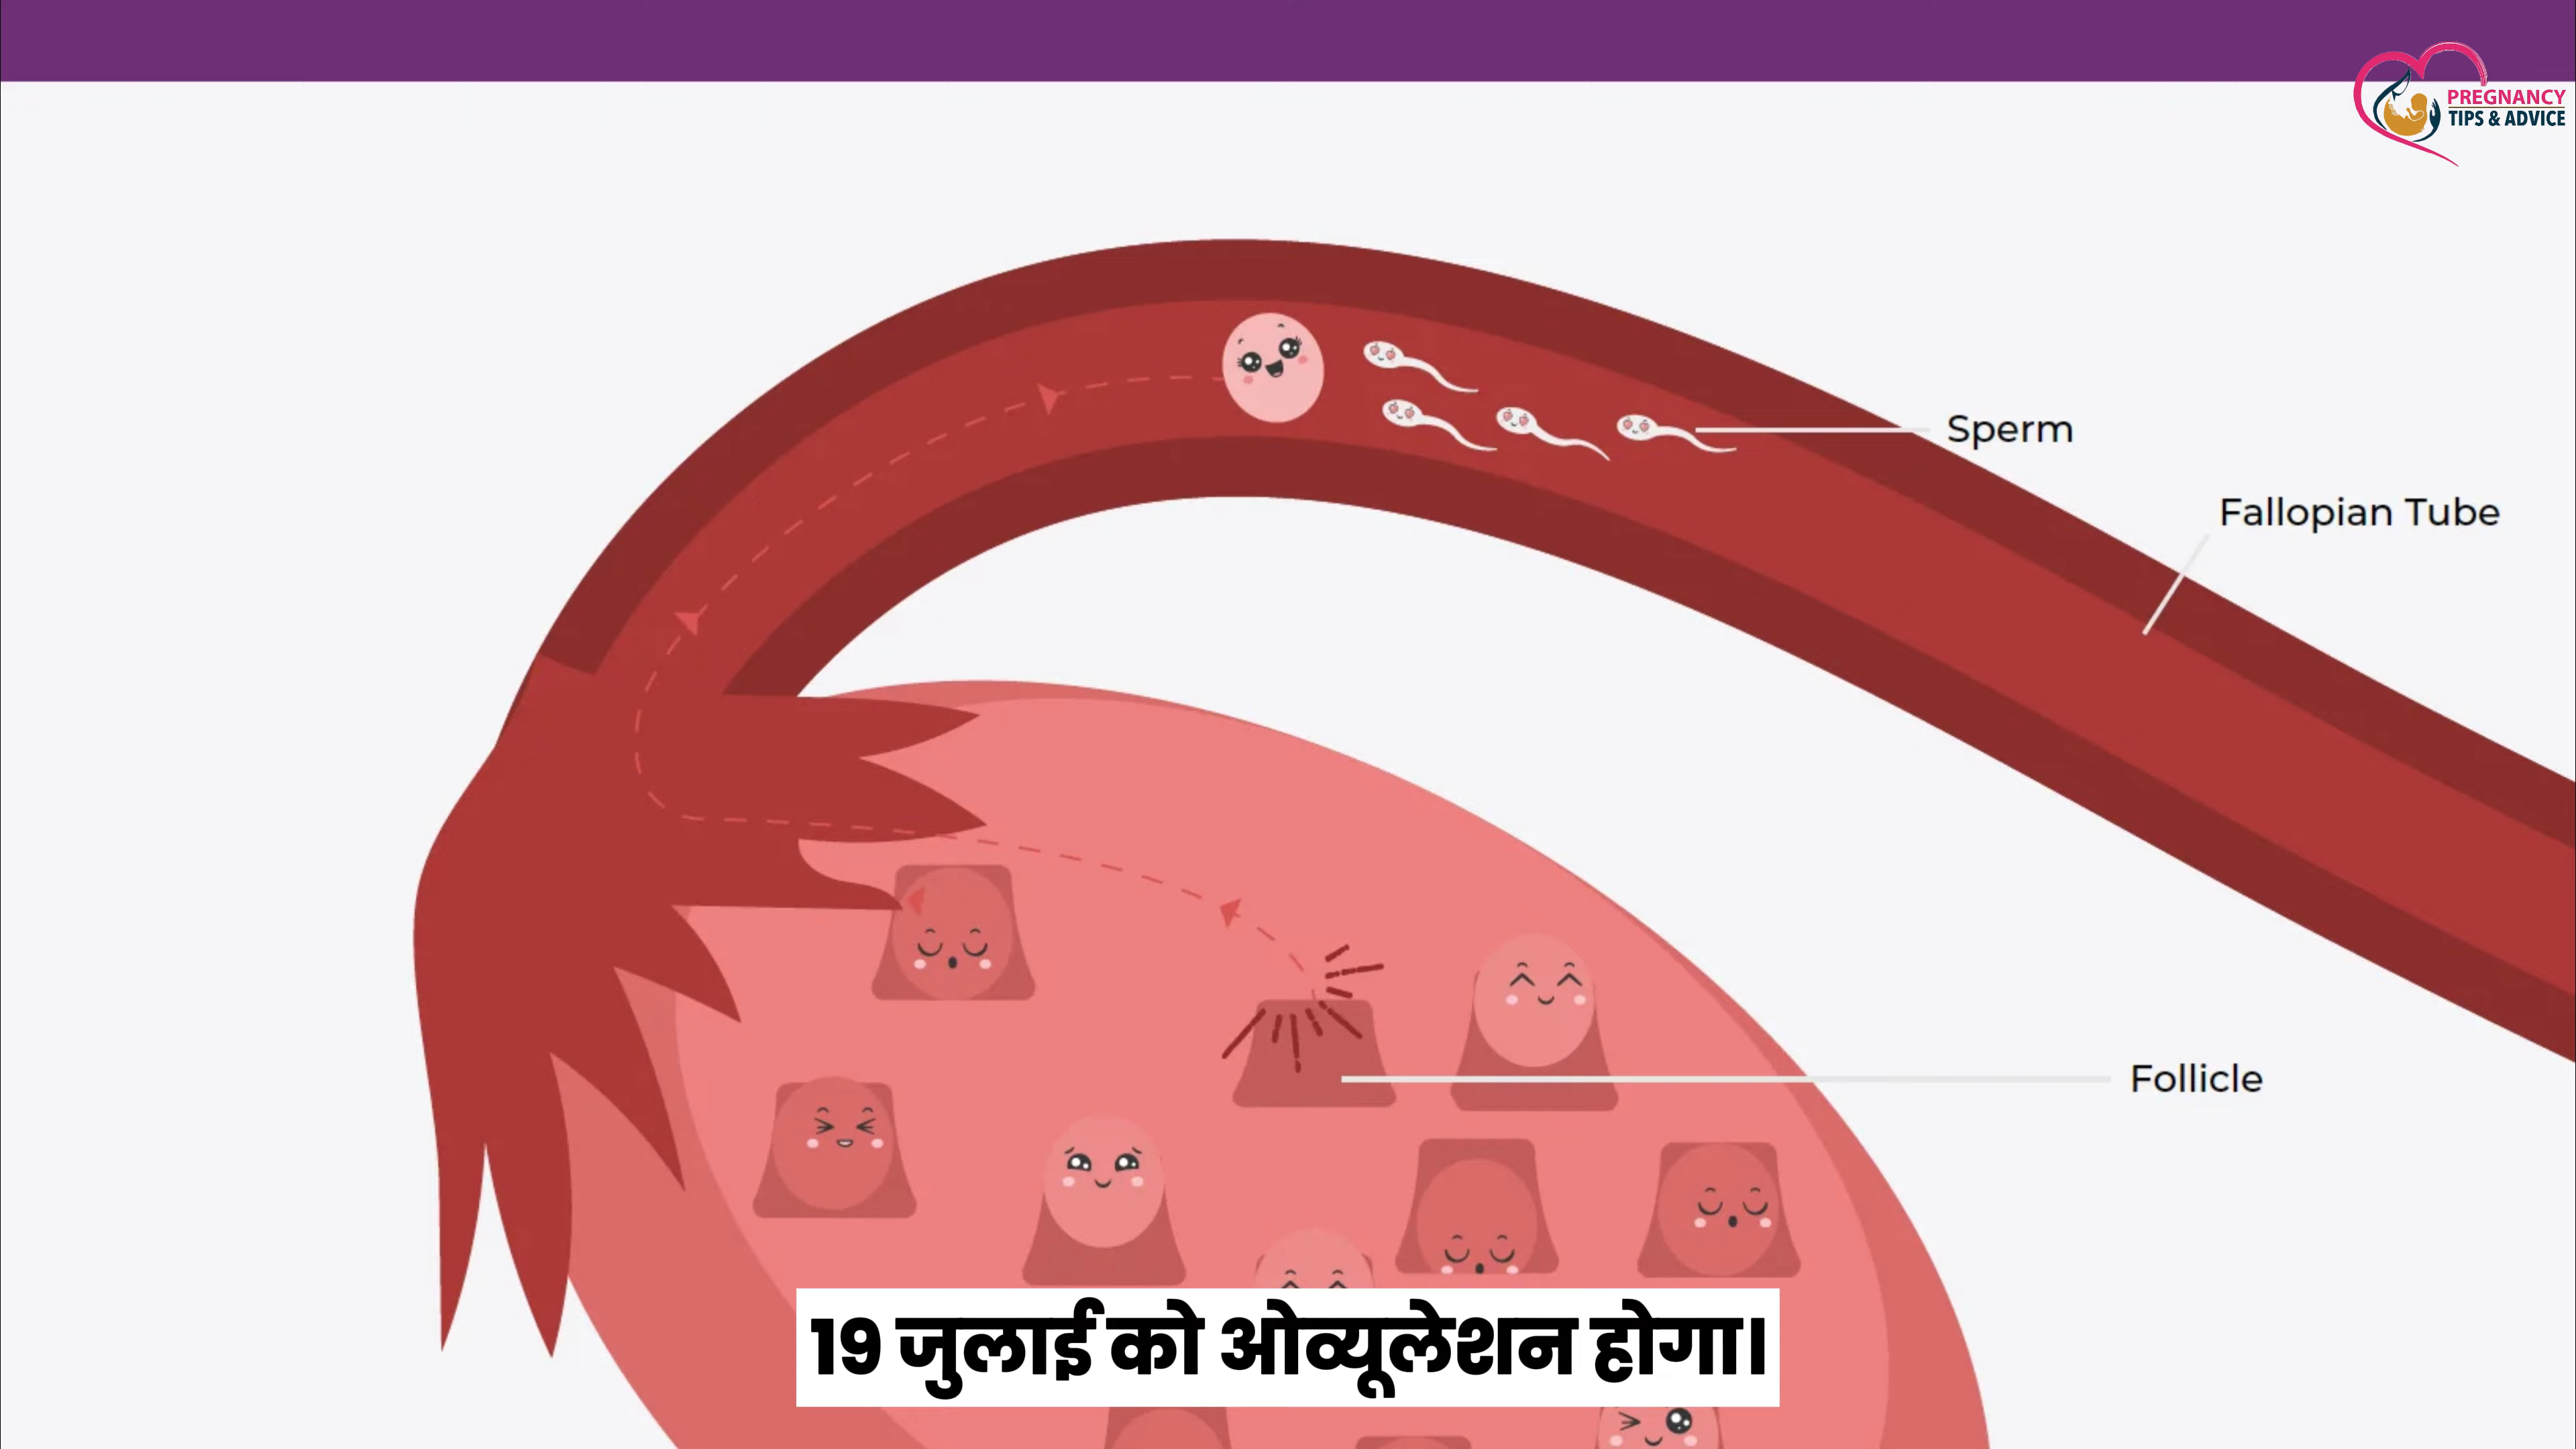 PREGNANCY
TIPS & ADVICE
Sperm
Fallopian Tube
Follicle
19 जुलाई को ओव्यूलेशन होगा।